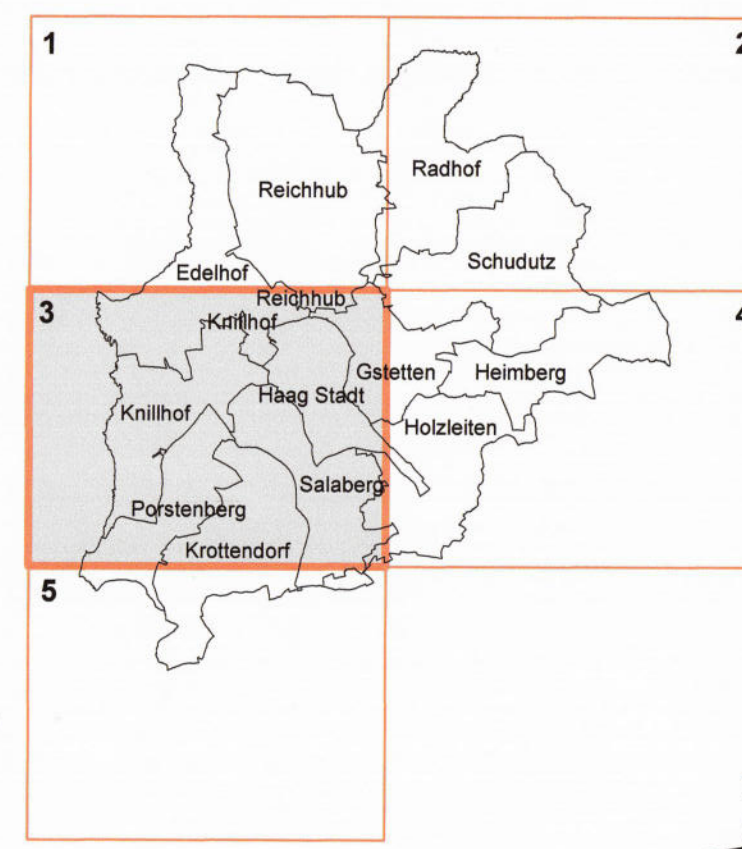 1
2
Reichhub
Radhof
Edelhof
Schudutz
3
Reichhub
4
Knillhof
Gstetten
Heimberg
Haag Stadt
Knillhof
Holzleiten
Salaberg
Porstenberg
Krottendorf
5